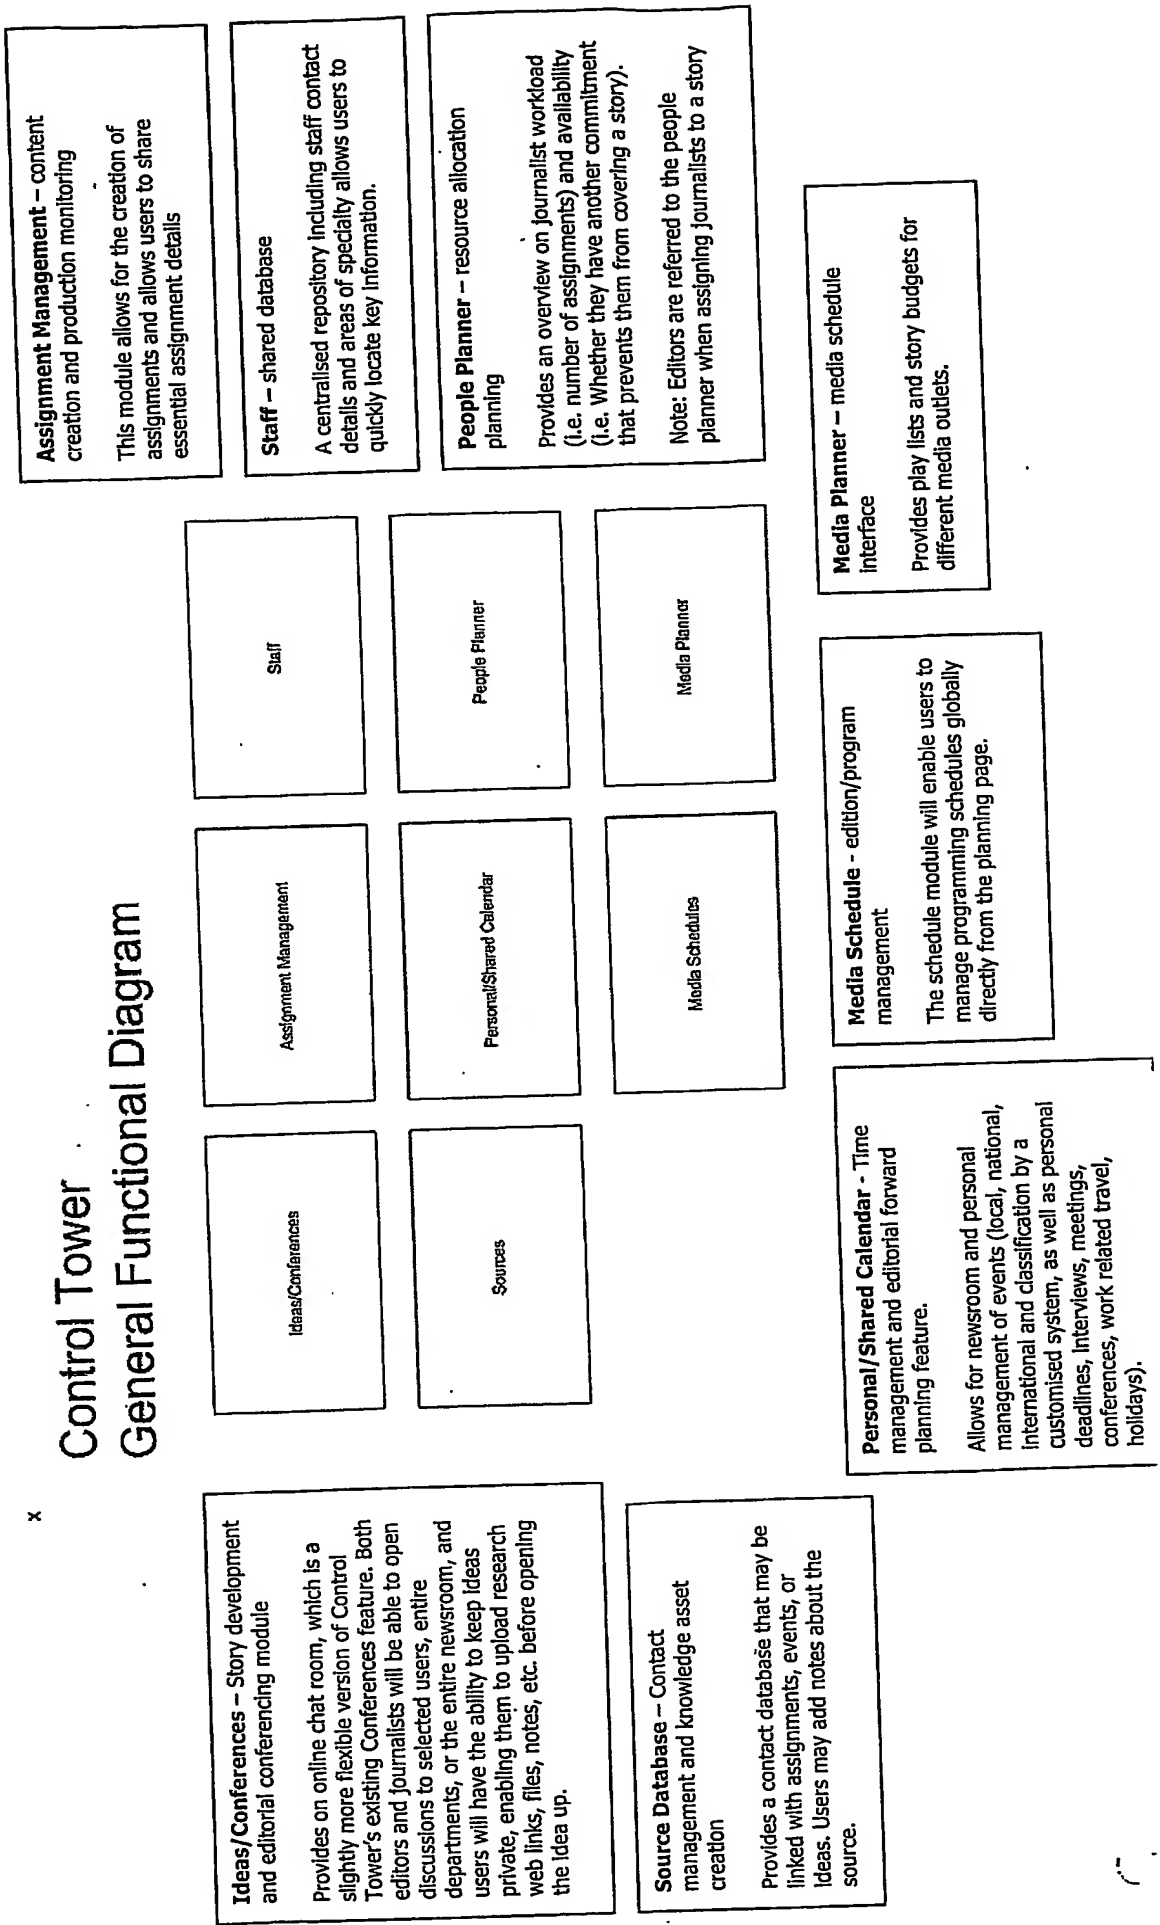 x
Control Tower
General Functional Diagram
Ideas/Conferences – Story development
and editorial conferencing module
Provides on online chat room, which is a
slightly more flexible version of Control
Tower's existing Conferences feature. Both
editors and journalists will be able to open
discussions to selected users, entire
departments, or the entire newsroom, and
users will have the ability to keep ideas
private, enabling them to upload research
web links, files, notes, etc. before opening
the idea up.
Source Database – Contact
management and knowledge asset
creation
Provides a contact database that may be
linked with assignments, events, or
ideas. Users may add notes about the
source.
Ideas/Conferences
Assignment Management
Staff
Sources
Personal/Shared Calendar
People Planner
Media Schedules
Media Planner
Assignment Management – content
creation and production monitoring
This module allows for the creation of
assignments and allows users to share
essential assignment details
Staff – shared database
A centralised repository including staff contact
details and areas of specialty allows users to
quickly locate key information.
People Planner – resource allocation
planning
Provides an overview on journalist workload
(i.e. number of assignments) and availability
(i.e. Whether they have another commitment
that prevents them from covering a story).
Note: Editors are referred to the people
planner when assigning journalists to a story
Personal/Shared Calendar - Time
management and editorial forward
planning feature.
Allows for newsroom and personal
management of events (local, national,
international and classification by a
customised system, as well as personal
deadlines, interviews, meetings,
conferences, work related travel,
holidays).
Media Schedule - edition/program
management
The schedule module will enable users to
manage programming schedules globally
directly from the planning page.
Media Planner – media schedule
interface
Provides play lists and story budgets for
different media outlets.